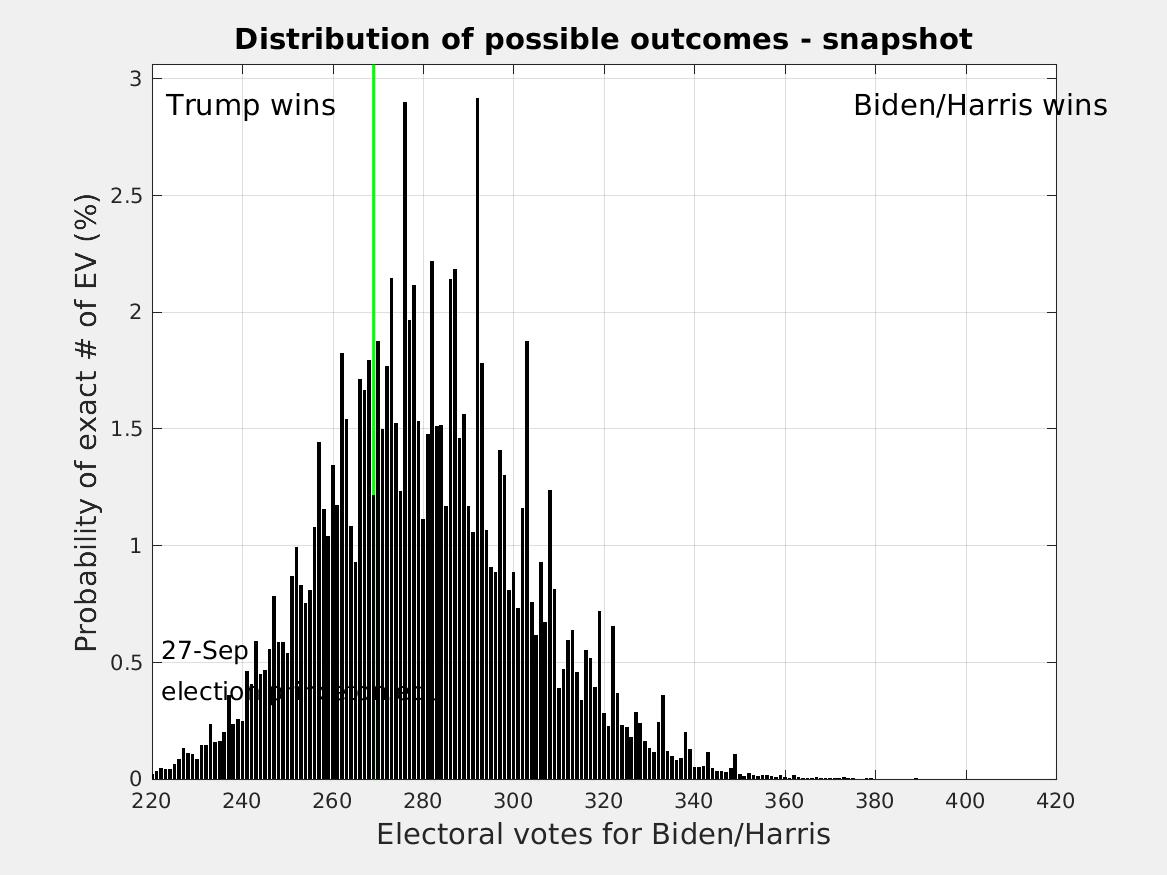 Distribution of possible outcomes - snapshot
Trump wins
Biden/Harris wins
3
2.5
2
1.5
1
0.5
0
Probability of exact # of EV (%)
27-Sep
220 240 260 280 300 320 340 360 380 400 420
Electoral votes for Biden/Harris